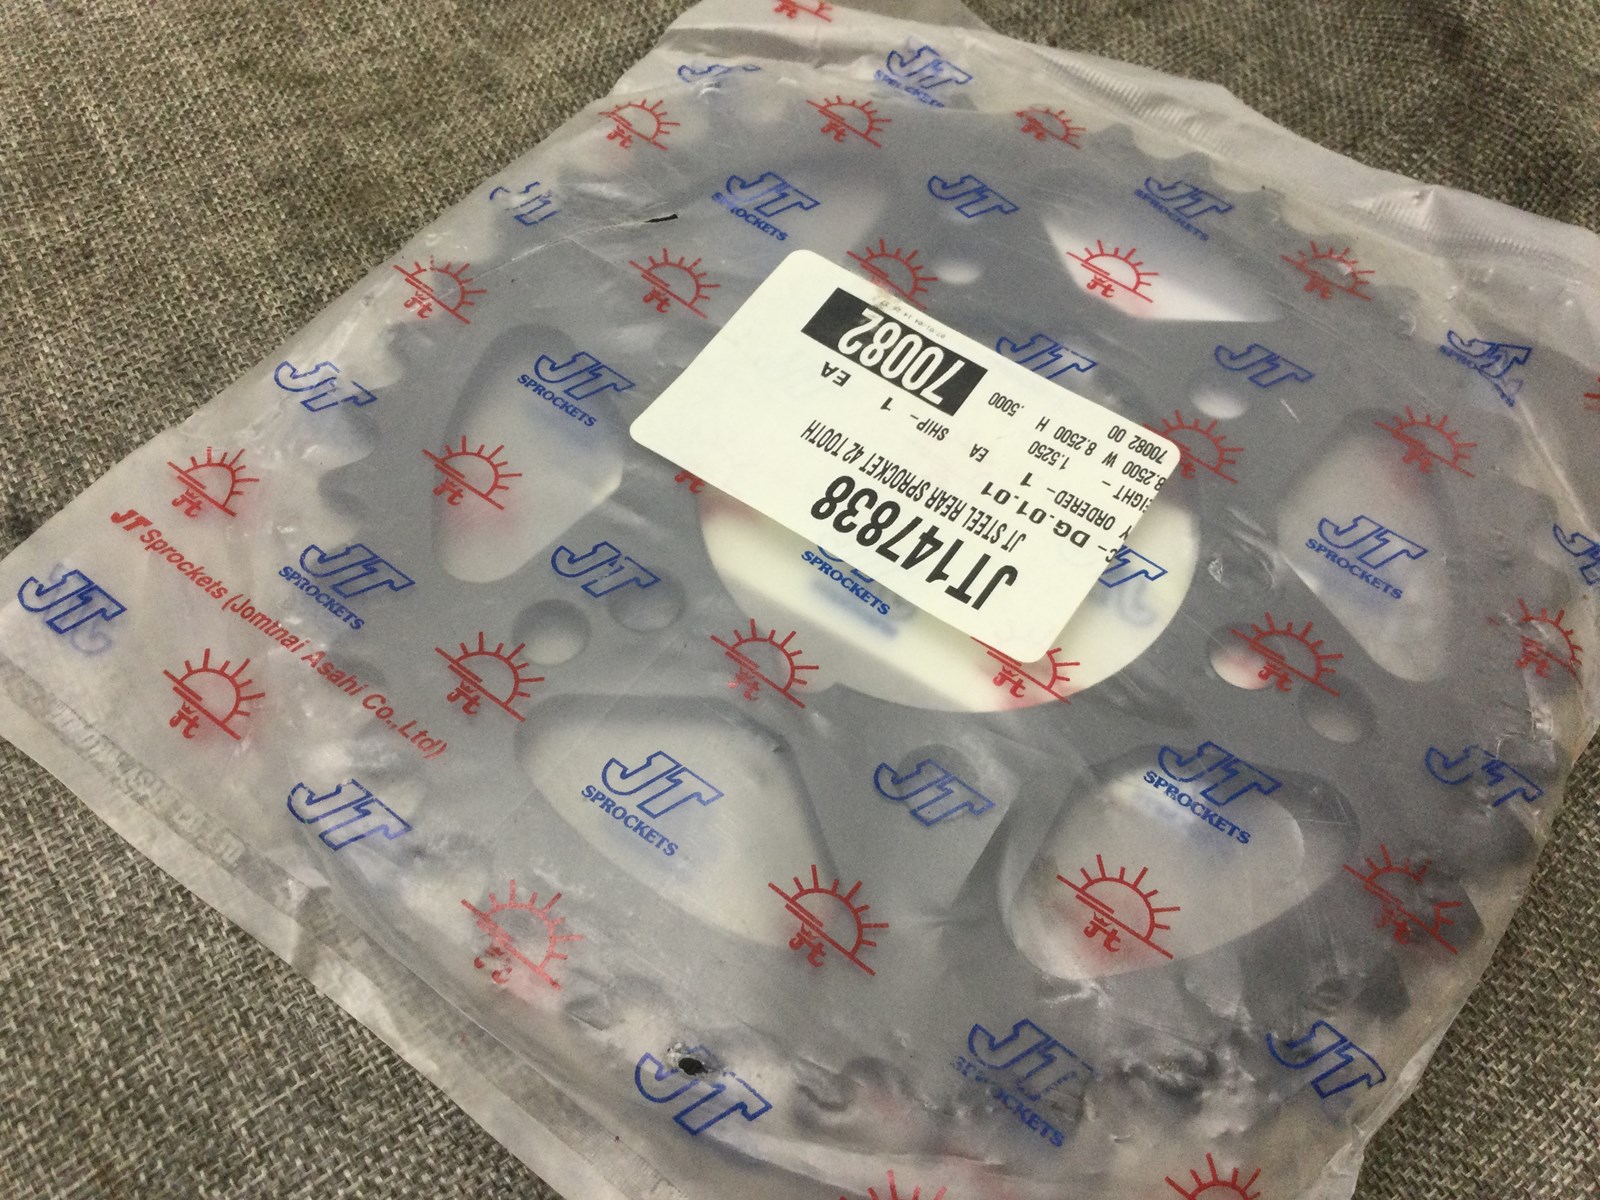 JT SPROCKETS
JT Sprockets (Jomthai Asahi Co.,Ltd)
JT147838
JT STEEL REAR SPROCKET 42 TOOTH
DG.01.01
Y ORDERED- 1 EA SHIP- 1 EA
EIGHT - 1.5250
8.2500 W 8.2500 H .5000
70082 00
70082